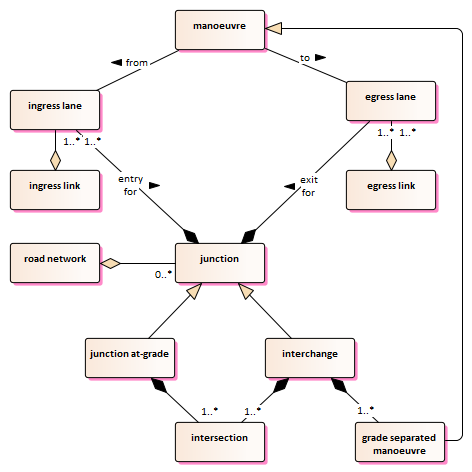 manoeuvre
from
to
ingress lane
egress lane
1..* 1..*
1..* 1..*
ingress link
egress link
entry
for
exit
for
road network
junction
0..*
junction at-grade
interchange
1..*
1..*
1..*
intersection
grade separated
manoeuvre